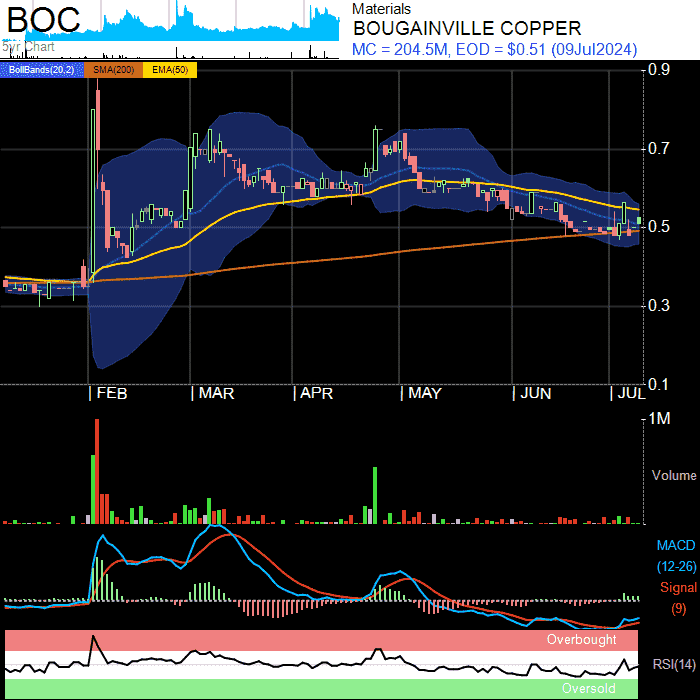 BOC
5yr Chart
Materials
BOUGAINVILLE COPPER
MC = 204.5M, EOD = $0.51 (09Jul2024)
BollBands(20,2) SMA(200) EMA(50)
0.9
0.7
0.5
0.3
0.1
FEB MAR APR MAY JUN JUL
1M
Volume
MACD
(12-26)
Signal
(9)
Overbought
RSI(14)
Oversold